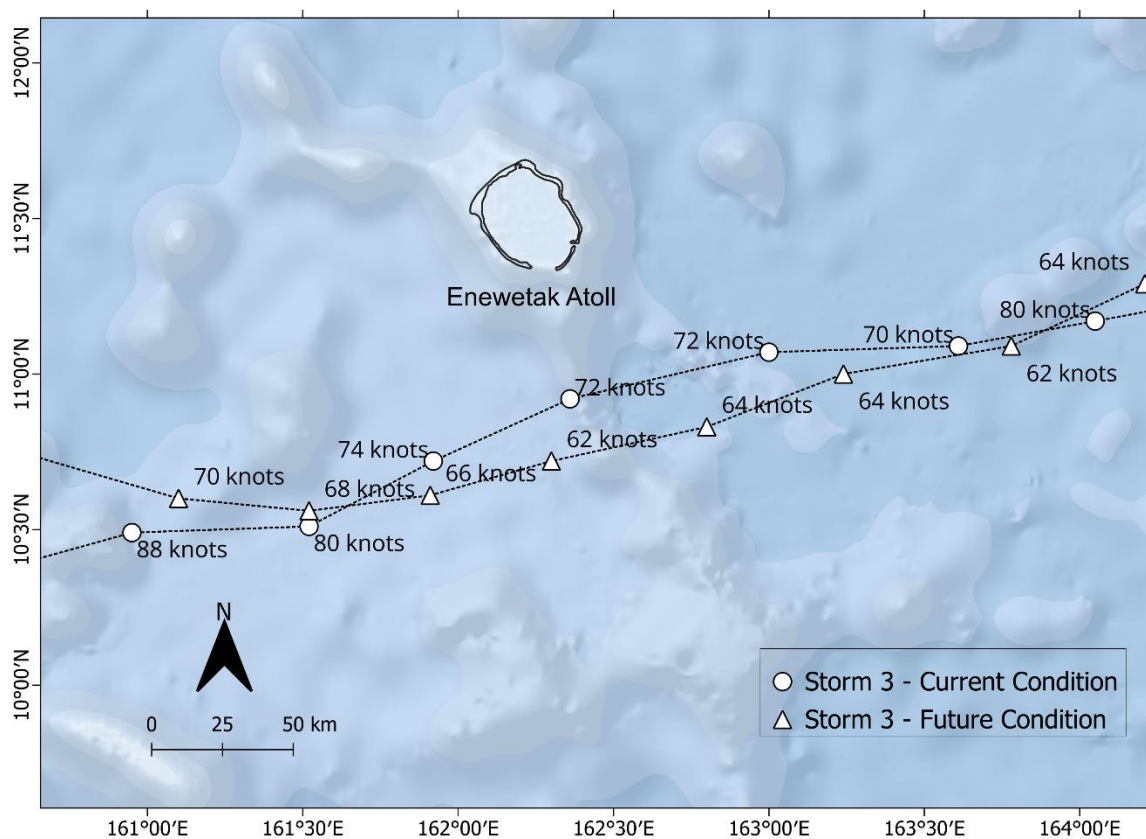 12°00'N
11°30'N
11°00'N
10°30'N
10°00'N
Enewetak Atoll
64 knots
80 knots
70 knots
72 knots
62 knots
72 knots
64 knots
64 knots
74 knots
62 knots
66 knots
70 knots
68 knots
88 knots
80 knots
N
0 25 50 km
Storm 3 - Current Condition
Storm 3 - Future Condition
161°00'E 161°30'E 162°00'E 162°30'E 163°00'E 163°30'E 164°00'E